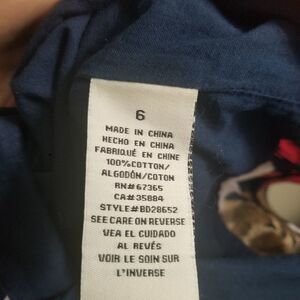 6
MADE IN CHINA
HECHO EN CHINA
FABRIQUÉ EN CHINE
100%COTTON/
ALGODÓN/COTON
RN#67365
CA#35884
STYLE#BD28652
SEE CARE ON REVERSE
VEA EL CUIDADO
AL REVÉS
VOIR LE SOIN SUR
L'INVERSE